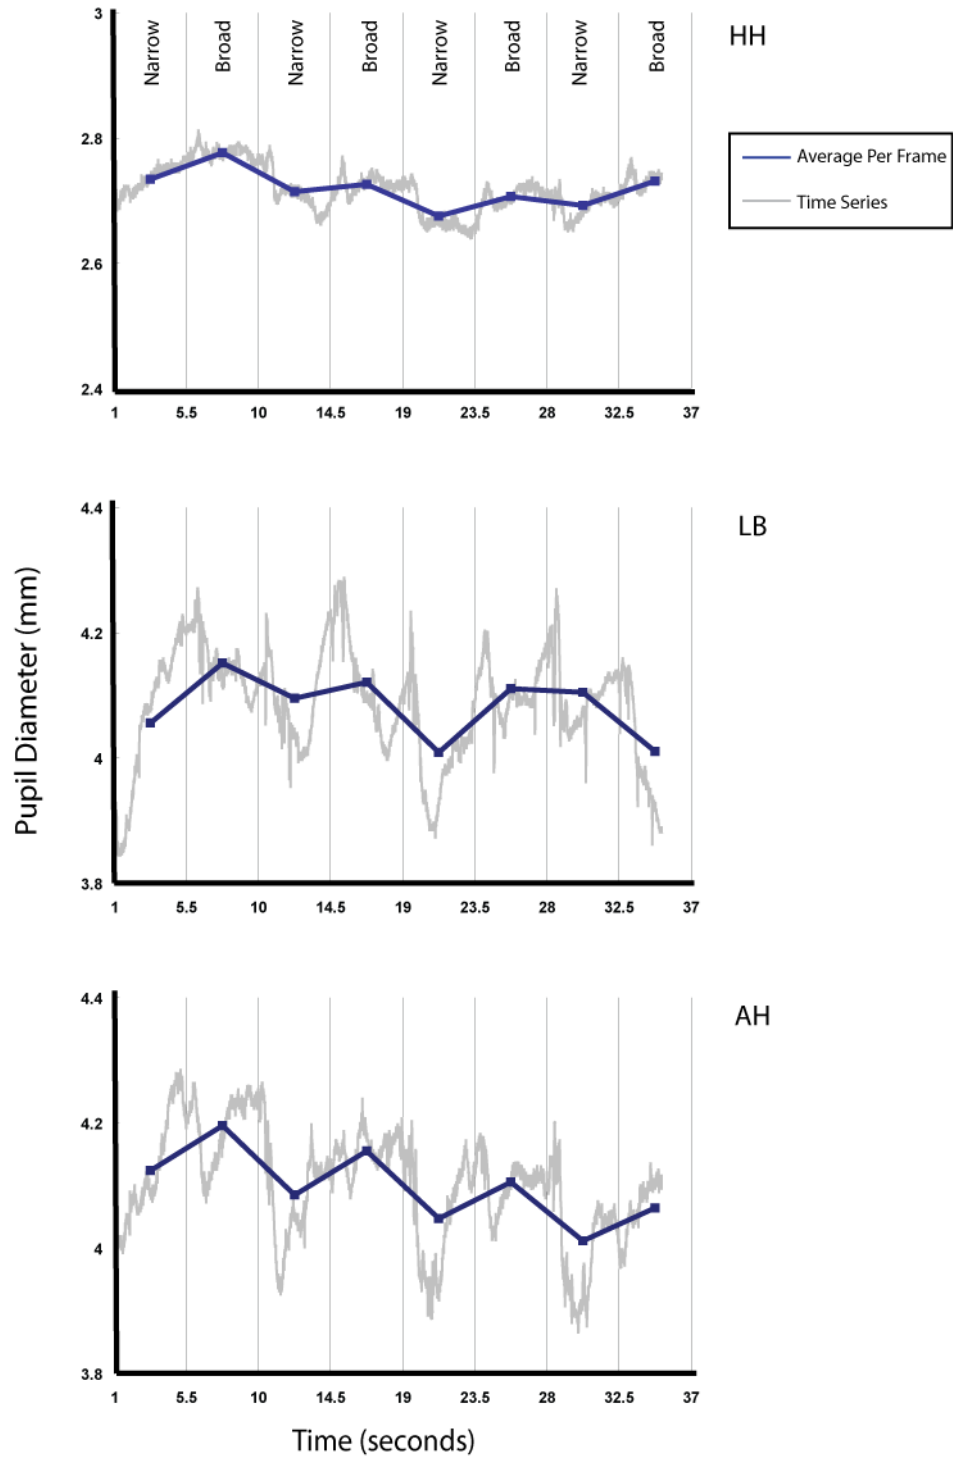 HH
Narrow Broad Narrow Broad Narrow Broad Narrow Broad
3
2.8
2.6
2.4
1 5.5 10 14.5 19 23.5 28 32.5 37
Average Per Frame
Time Series
LB
4.4
4.2
4
3.8
1 5.5 10 14.5 19 23.5 28 32.5 37
Pupil Diameter (mm)
AH
4.4
4.2
4
3.8
1 5.5 10 14.5 19 23.5 28 32.5 37
Time (seconds)